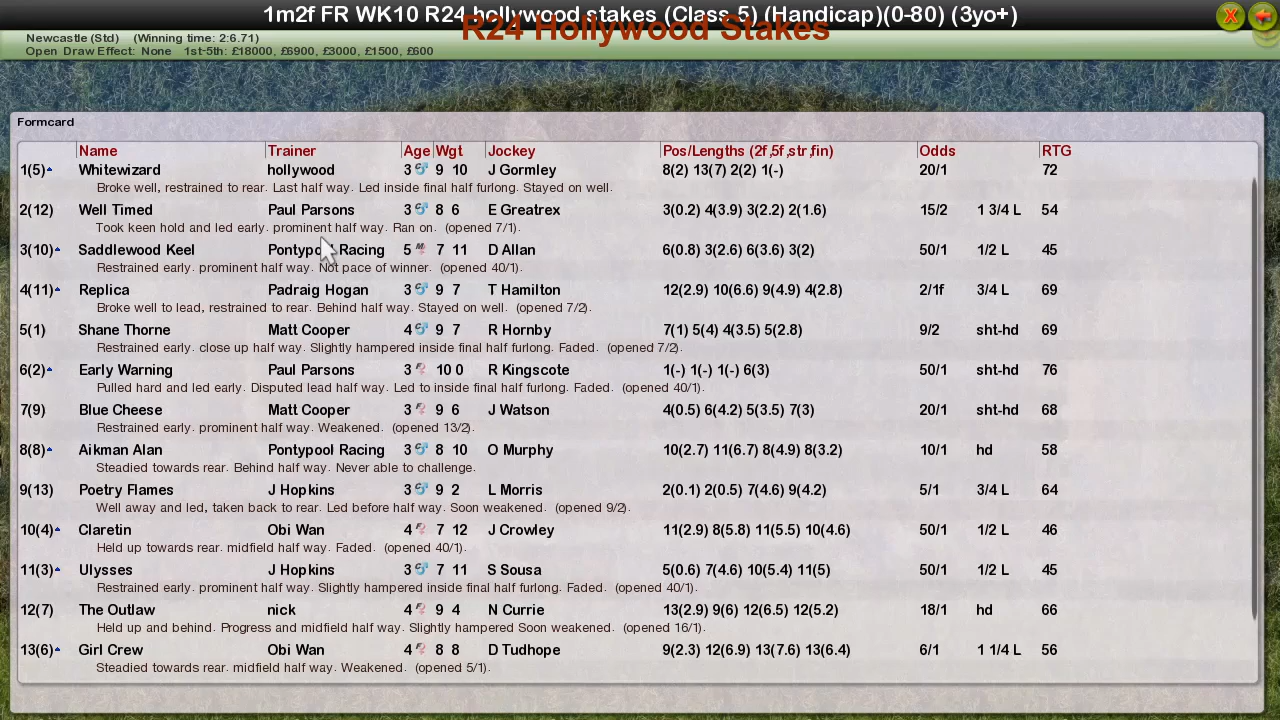 1m2f FR WK10 R24 hollywood stakes (Class 5) (Handicap)(0-80) (3yo+)
R24 Hollywood Stakes
Newcastle (Std) (Winning time: 2:6.71)
Open Draw Effect: None 1st-5th: £18000, £6900, £3000, £1500, £600
Formcard
Name Trainer Age Wgt Jockey Pos/Lengths (2f,5f,str,fin) Odds RTG
1(5) Whitewizard hollywood 3 9 10 J Gormley 8(2) 13(7) 2(2) 1(-) 20/1 72
Broke well, restrained to rear. Last half way. Led inside final half furlong. Stayed on well.
2(12) Well Timed Paul Parsons 3 8 6 E Greatrex 3(0.2) 4(3.9) 3(2.2) 2(1.6) 15/2 1 3/4 L 54
Took keen hold and led early. prominent half way. Ran on. (opened 7/1).
3(10) Saddlewood Keel Pontypool Racing 5 M 7 11 D Allan 6(0.8) 3(2.6) 6(3.6) 3(2) 50/1 1/2 L 45
Restrained early. prominent half way. Not pace of winner. (opened 40/1).
4(11) Replica Padraig Hogan 3 9 7 T Hamilton 12(2.9) 10(6.6) 9(4.9) 4(2.8) 2/1f 3/4 L 69
Broke well to lead, restrained to rear. Behind half way. Stayed on well. (opened 7/2).
5(1) Shane Thorne Matt Cooper 4 9 7 R Hornby 7(1) 5(4) 4(3.5) 5(2.8) 9/2 sht-hd 69
Restrained early. close up half way. Slightly hampered inside final half furlong. Faded. (opened 7/2).
6(2) Early Warning Paul Parsons 3 10 0 R Kingscote 1(-) 1(-) 1(-) 6(3) 50/1 sht-hd 76
Pulled hard and led early. Disputed lead half way. Led to inside final half furlong. Faded. (opened 40/1).
7(9) Blue Cheese Matt Cooper 3 9 6 J Watson 4(0.5) 6(4.2) 5(3.5) 7(3) 20/1 sht-hd 68
Restrained early. prominent half way. Weakened. (opened 13/2).
8(8) Aikman Alan Pontypool Racing 3 8 10 O Murphy 10(2.7) 11(6.7) 8(4.9) 8(3.2) 10/1 hd 58
Steadied towards rear. Behind half way. Never able to challenge.
9(13) Poetry Flames J Hopkins 3 9 2 L Morris 2(0.1) 2(0.5) 7(4.6) 9(4.2) 5/1 3/4 L 64
Well away and led, taken back to rear. Led before half way. Soon weakened. (opened 9/2).
10(4) Claretin Obi Wan 4 7 12 J Crowley 11(2.9) 8(5.8) 11(5.5) 10(4.6) 50/1 1/2 L 46
Held up towards rear. midfield half way. Faded. (opened 40/1).
11(3) Ulysses J Hopkins 3 7 11 S Sousa 5(0.6) 7(4.6) 10(5.4) 11(5) 50/1 1/2 L 45
Restrained early. prominent half way. Slightly hampered inside final half furlong. Faded. (opened 40/1).
12(7) The Outlaw nick 4 9 4 N Currie 13(2.9) 9(6) 12(6.5) 12(5.2) 18/1 hd 66
Held up and behind. Progress and midfield half way. Slightly hampered Soon weakened. (opened 16/1).
13(6) Girl Crew Obi Wan 4 8 8 D Tudhope 9(2.3) 12(6.9) 13(7.6) 13(6.4) 6/1 1 1/4 L 56
Steadied towards rear. midfield half way. Weakened. (opened 5/1).